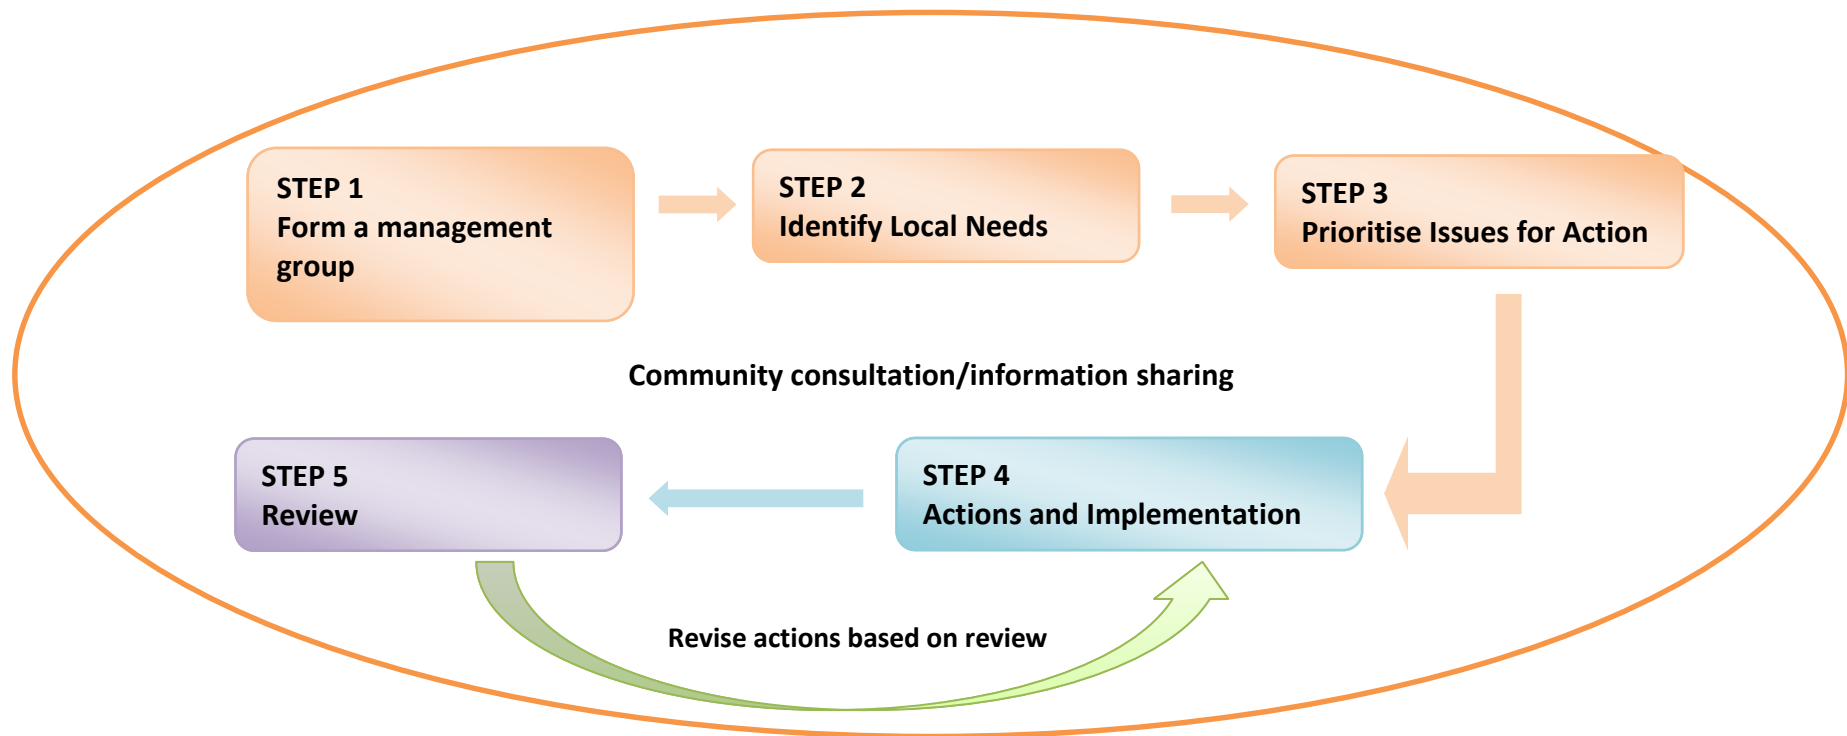 STEP 1
Form a management
group
STEP 2
Identify Local Needs
STEP 3
Prioritise Issues for Action
Community consultation/information sharing
STEP 5
Review
STEP 4
Actions and Implementation
Revise actions based on review